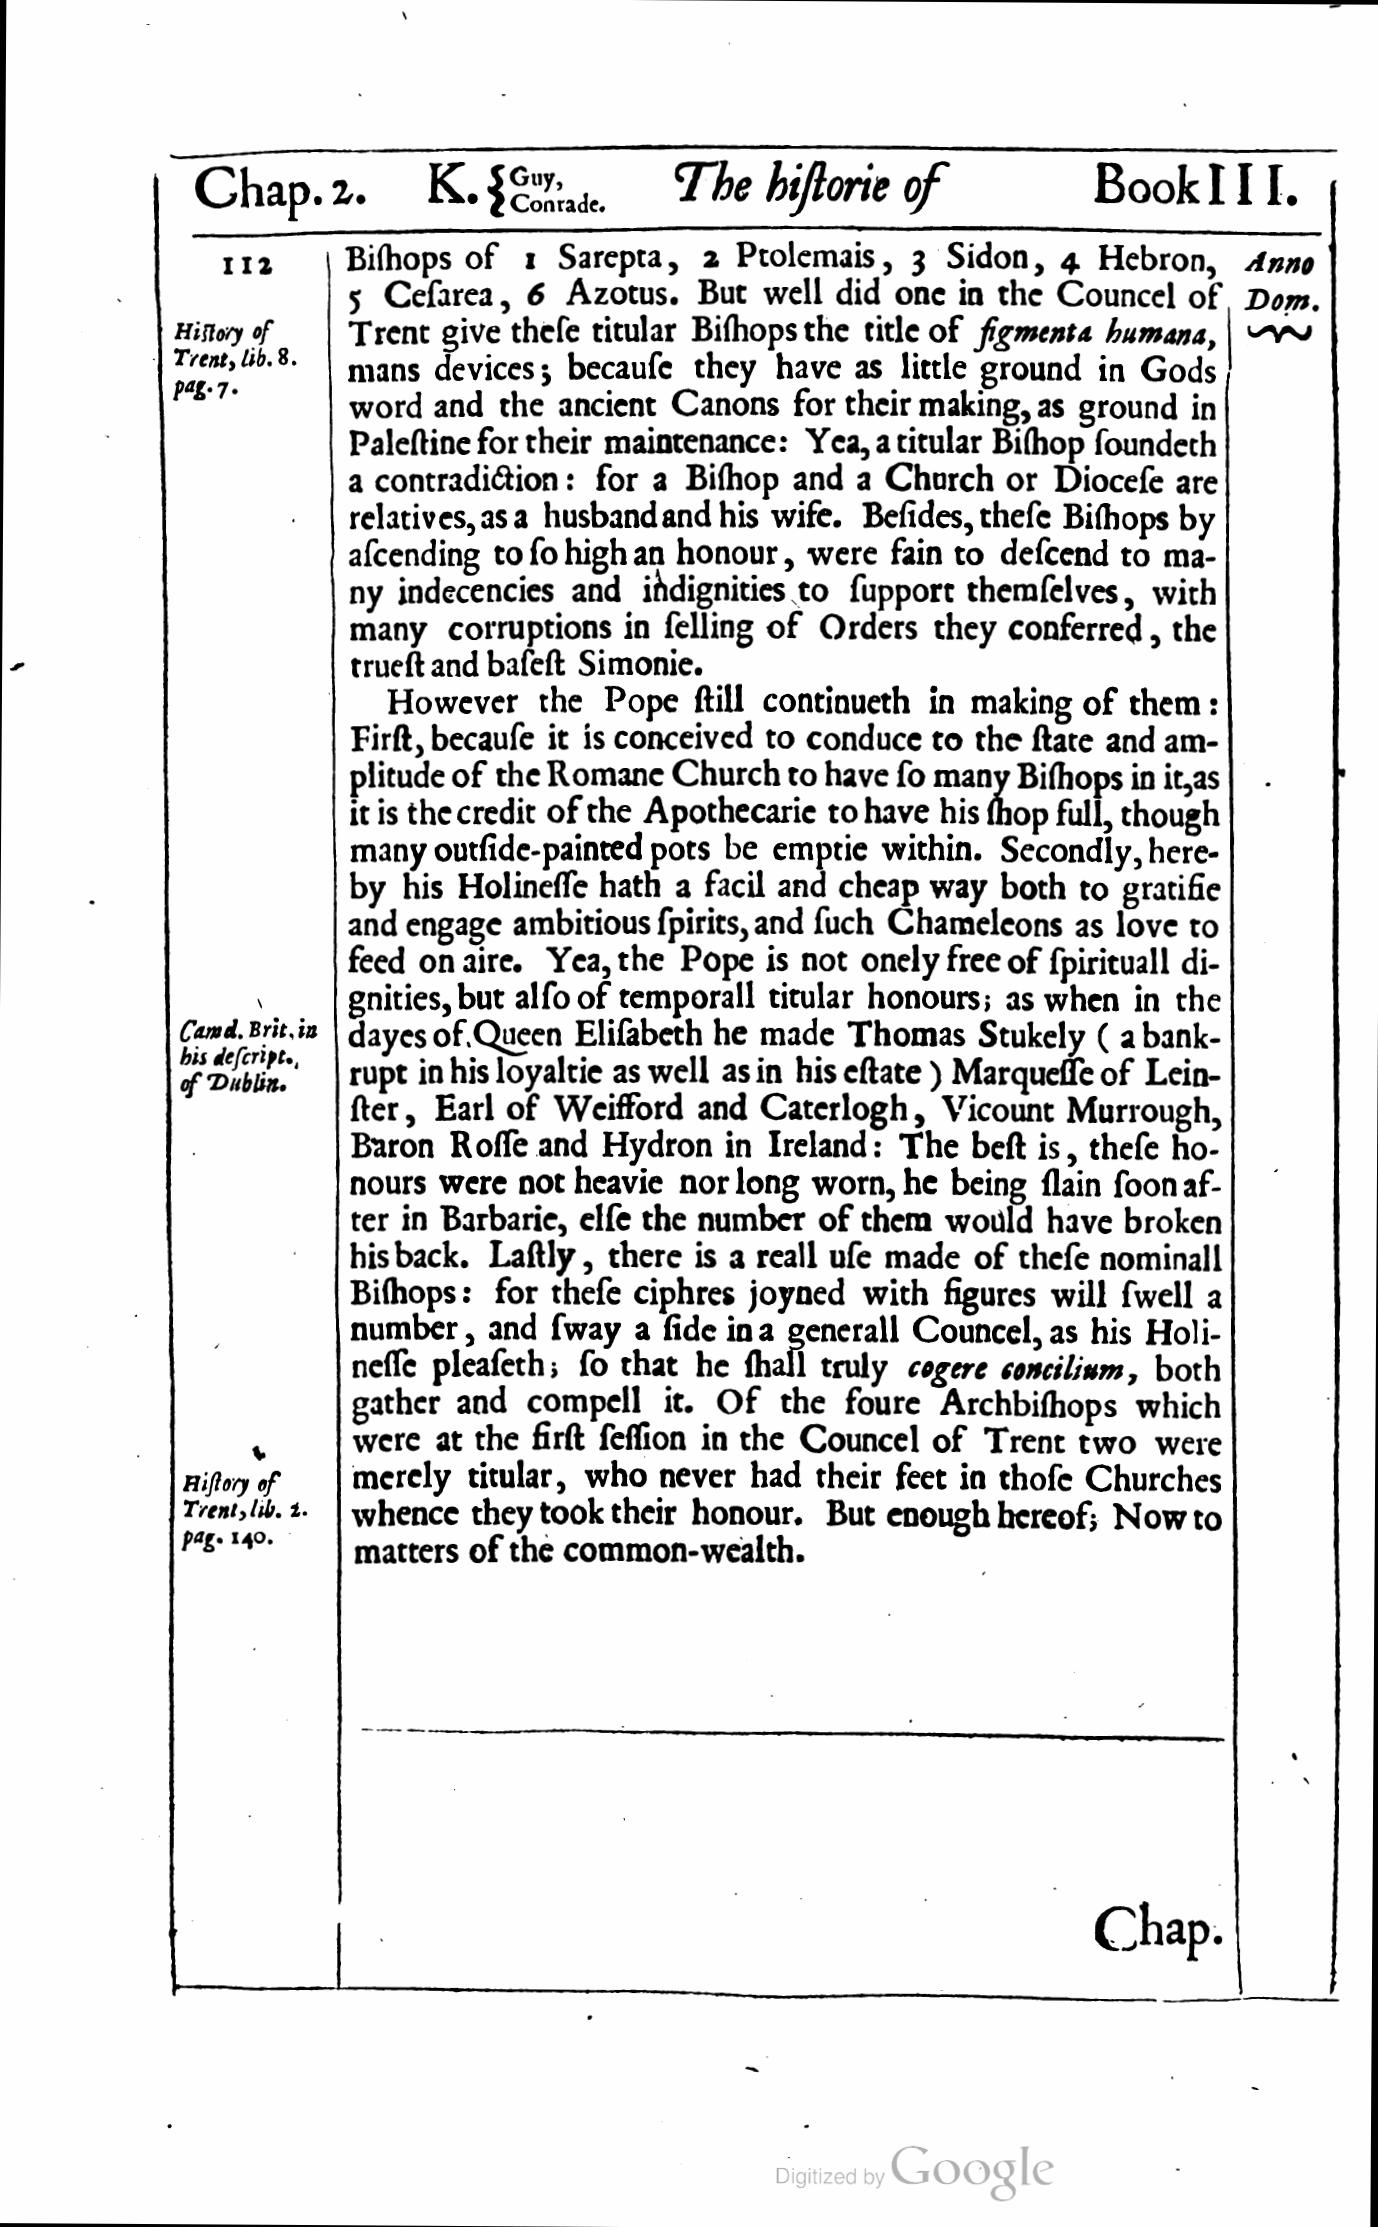 Chap. 2. K. { Guy, Conrade. The hiſtorie of Book III.
112
Anno
Dom.
Biſhops of 1 Sarepta, 2 Ptolemais, 3 Sidon, 4 Hebron,
5 Ceſarea, 6 Azotus. But well did one in the Councel of
Trent give theſe titular Biſhops the title of figmenta humana,
mans devices; becauſe they have as little ground in Gods
word and the ancient Canons for their making, as ground in
Paleſtine for their maintenance: Yea, a titular Biſhop ſoundeth
a contradiction: for a Biſhop and a Church or Dioceſe are
relatives, as a husband and his wife. Beſides, theſe Biſhops by
aſcending to ſo high an honour, were fain to deſcend to ma-
ny indecencies and indignities to ſupport themſelves, with
many corruptions in ſelling of Orders they conferred, the
trueſt and baſeſt Simonie.
However the Pope ſtill continueth in making of them:
Firſt, becauſe it is conceived to conduce to the ſtate and am-
plitude of the Romane Church to have ſo many Biſhops in it, as
it is the credit of the Apothecarie to have his ſhop full, though
many outſide-painted pots be emptie within. Secondly, here-
by his Holineſſe hath a facil and cheap way both to gratifie
and engage ambitious ſpirits, and ſuch Chameleons as love to
feed on aire. Yea, the Pope is not onely free of ſpirituall di-
gnities, but alſo of temporall titular honours; as when in the
dayes of Queen Eliſabeth he made Thomas Stukely ( a bank-
rupt in his loyaltie as well as in his eſtate ) Marqueſſe of Lein-
ſter, Earl of Weifford and Caterlogh, Vicount Murrough,
Baron Roſſe and Hydron in Ireland: The beſt is, theſe ho-
nours were not heavie nor long worn, he being ſlain ſoon af-
ter in Barbarie, elſe the number of them would have broken
his back. Laſtly, there is a reall uſe made of theſe nominall
Biſhops: for theſe ciphres joyned with figures will ſwell a
number, and ſway a ſide in a generall Councel, as his Holi-
neſſe pleaſeth; ſo that he ſhall truly cogere concilium, both
gather and compell it. Of the foure Archbiſhops which
were at the firſt ſeſſion in the Councel of Trent two were
merely titular, who never had their feet in thoſe Churches
whence they took their honour. But enough hereof; Now to
matters of the common-wealth.
History of
Trent, lib. 8.
pag. 7.
Camd. Brit. in
his deſcript.
of Dublin.
Hiſtory of
Trent, lib. 2.
pag. 140.
Chap.
Digitized by Google